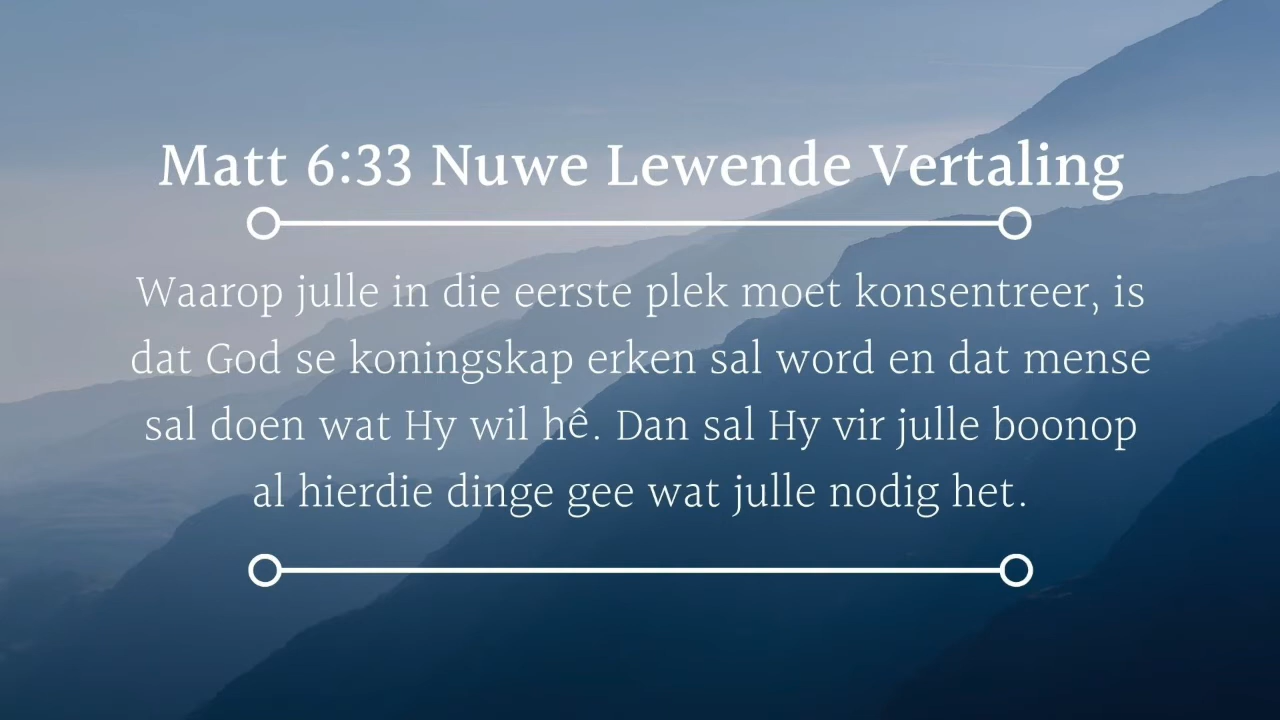 Matt 6:33 Nuwe Lewende Vertaling
Waarop julle in die eerste plek moet konsentreer, is
dat God se koningskap erken sal word en dat mense
sal doen wat Hy wil hê. Dan sal Hy vir julle boonop
al hierdie dinge gee wat julle nodig het.